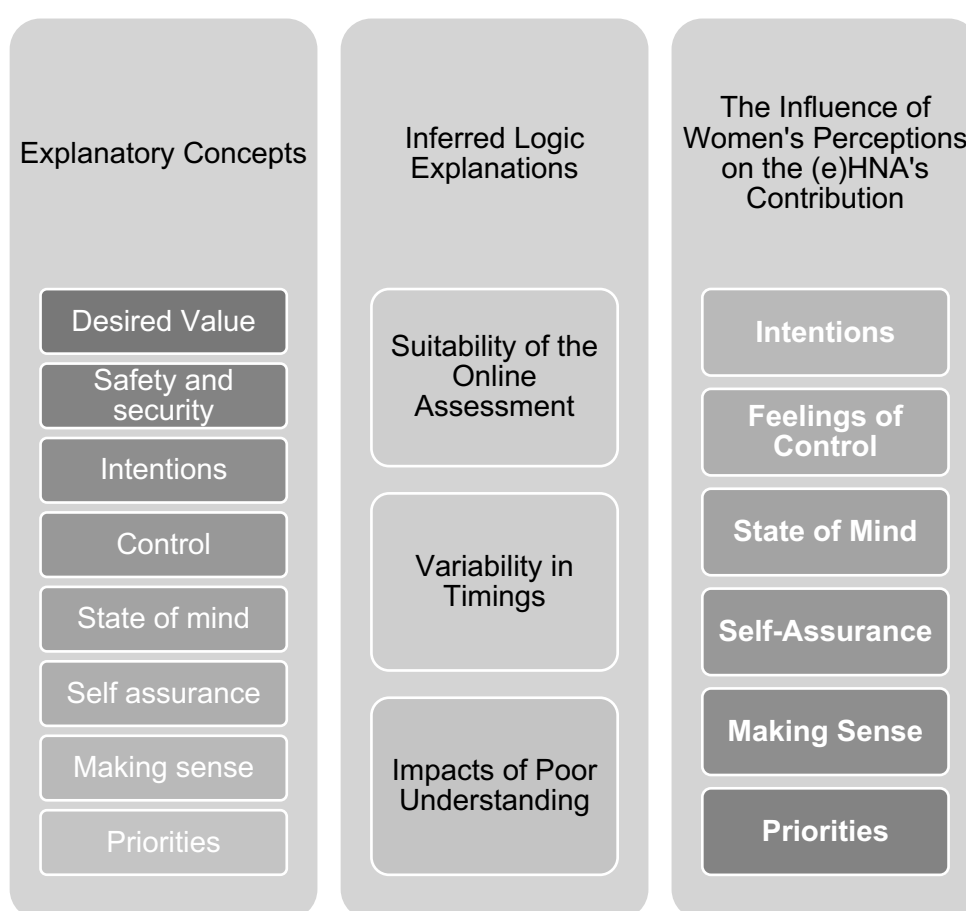 Explanatory Concepts
Desired Value
Safety and
security
Intentions
Control
State of mind
Self assurance
Making sense
Priorities
Inferred Logic
Explanations
Suitability of the
Online
Assessment
Variability in
Timings
Impacts of Poor
Understanding
The Influence of
Women's Perceptions
on the (e)HNA's
Contribution
Intentions
Feelings of
Control
State of Mind
Self-Assurance
Making Sense
Priorities